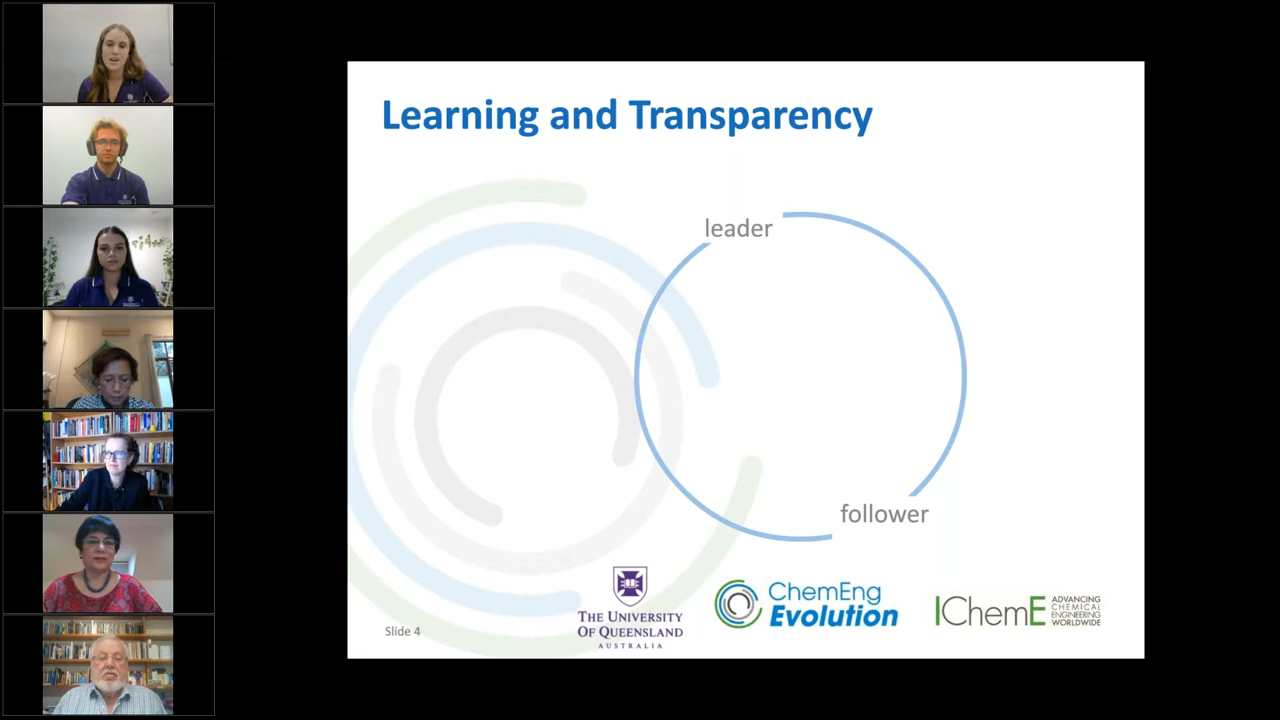 Learning and Transparency
leader
follower
Slide 4
THE UNIVERSITY
OF QUEENSLAND
AUSTRALIA
ChemEng
Evolution
IChemE
ADVANCING
CHEMICAL
ENGINEERING
WORLDWIDE